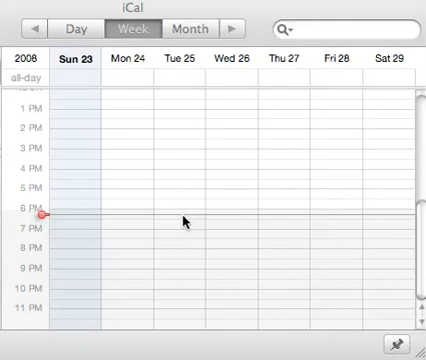 iCal
Day Week Month
2008 Sun 23 Mon 24 Tue 25 Wed 26 Thu 27 Fri 28 Sat 29
all-day
1 PM
2 PM
3 PM
4 PM
5 PM
6 PM
7 PM
8 PM
9 PM
10 PM
11 PM